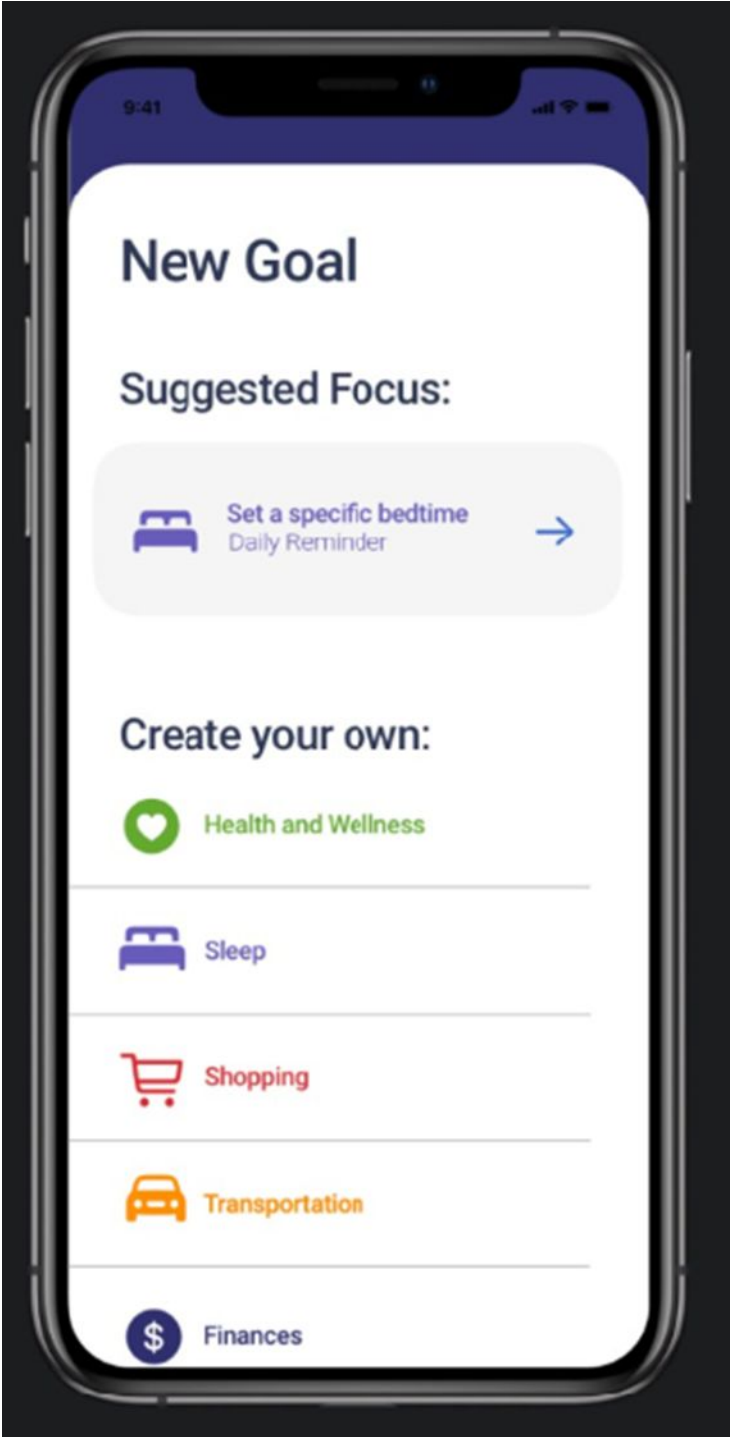 9:41
New Goal
Suggested Focus:
Set a specific bedtime
Daily Reminder
Create your own:
Health and Wellness
Sleep
Shopping
Transportation
$ Finances